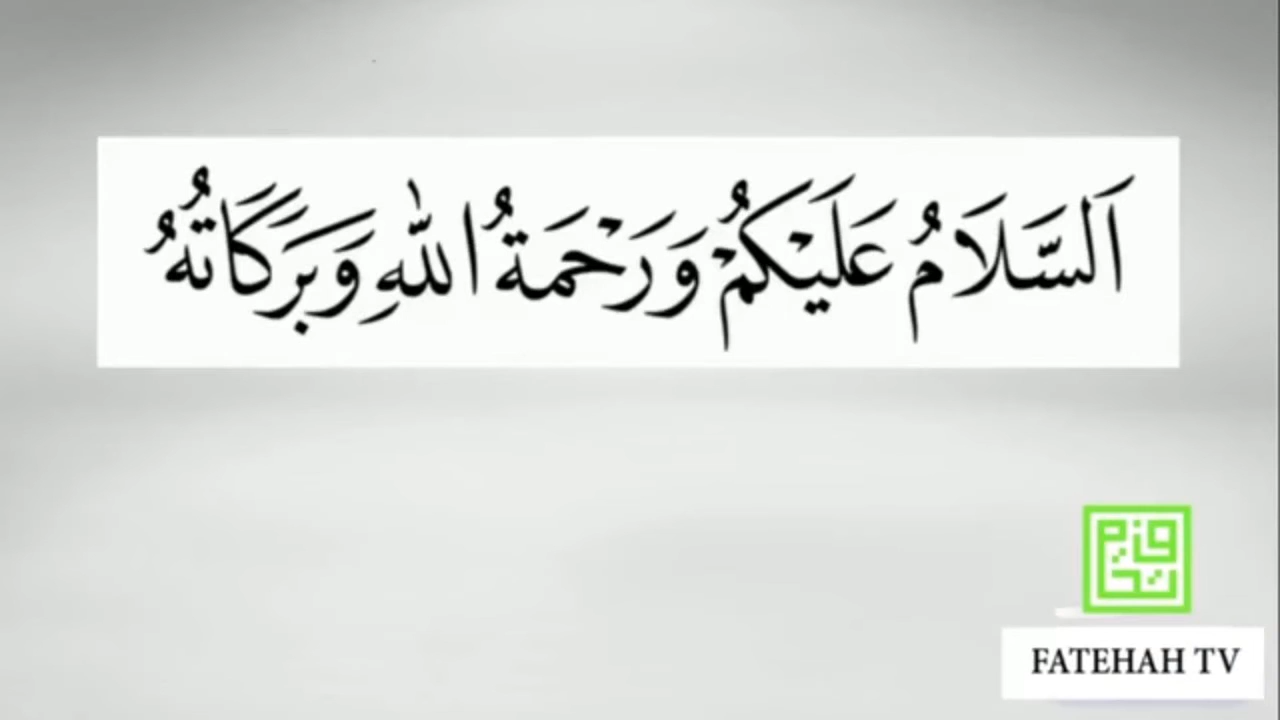 اَلسَّلَامُ عَلَيْكُمْ وَرَحْمَةُ اللهِ وَبَرَكَاتُهُ
FATEHAH TV